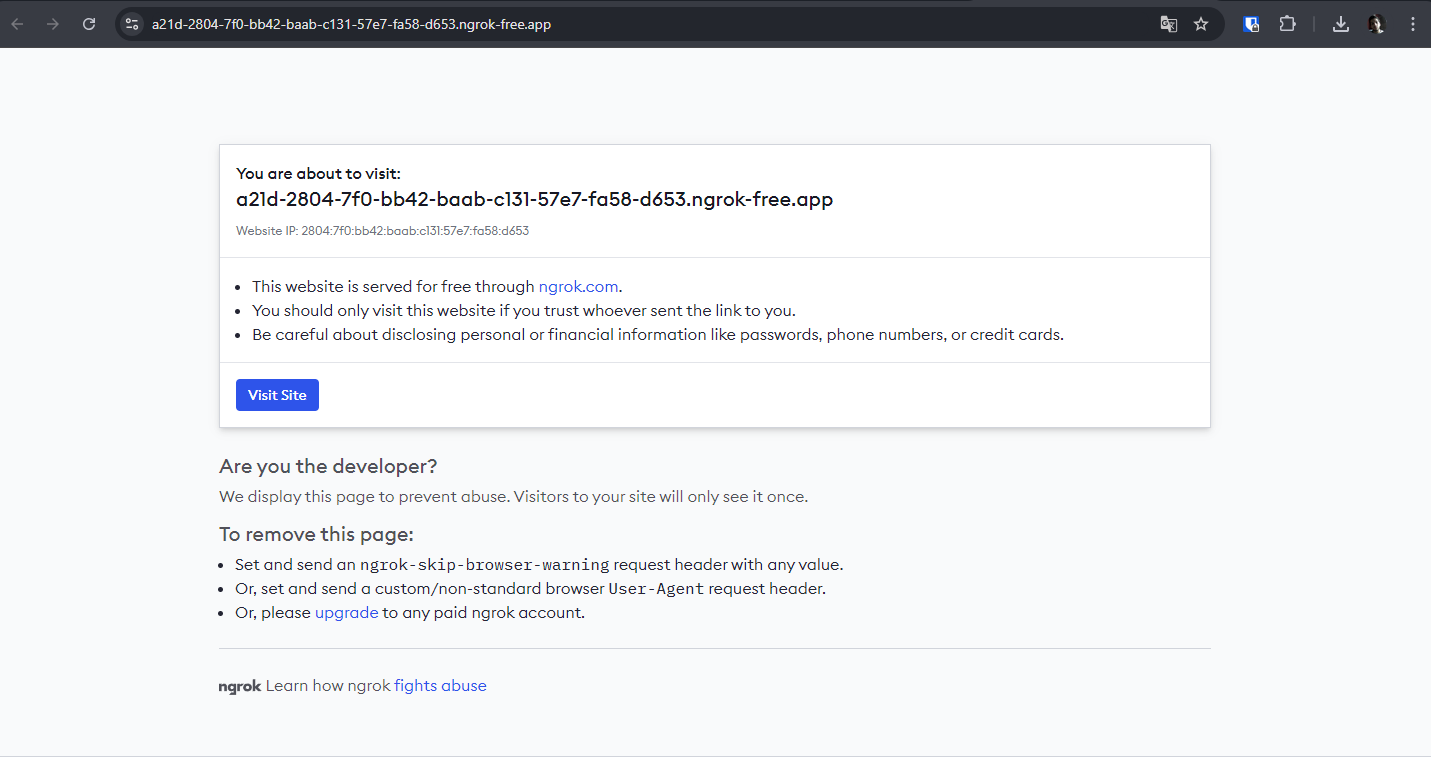 a21d-2804-7f0-bb42-baab-c131-57e7-fa58-d653.ngrok-free.app
You are about to visit:
a21d-2804-7f0-bb42-baab-c131-57e7-fa58-d653.ngrok-free.app
Website IP: 2804:7f0:bb42:baab:c131:57e7:fa58:d653
This website is served for free through ngrok.com.
You should only visit this website if you trust whoever sent the link to you.
Be careful about disclosing personal or financial information like passwords, phone numbers, or credit cards.
Visit Site
Are you the developer?
We display this page to prevent abuse. Visitors to your site will only see it once.
To remove this page:
Set and send an ngrok-skip-browser-warning request header with any value.
Or, set and send a custom/non-standard browser User-Agent request header.
Or, please upgrade to any paid ngrok account.
ngrok Learn how ngrok fights abuse